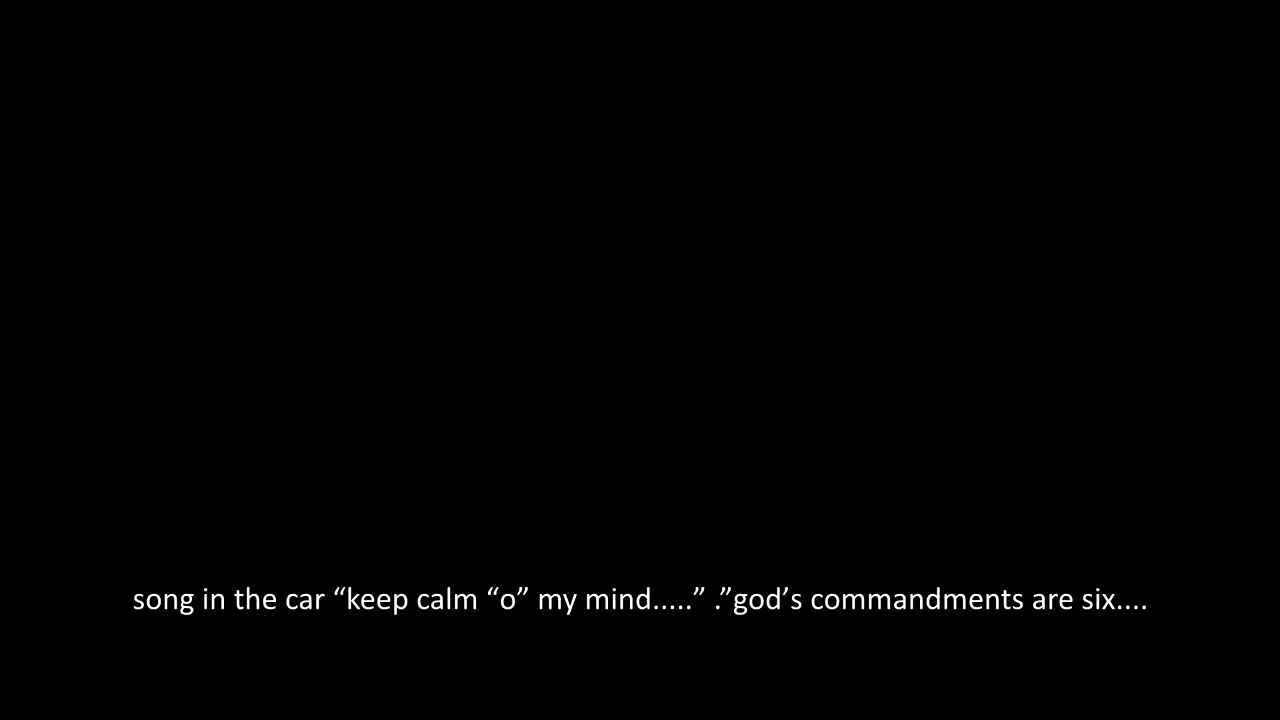 song in the car “keep calm “o” my mind.....” .”god’s commandments are six....